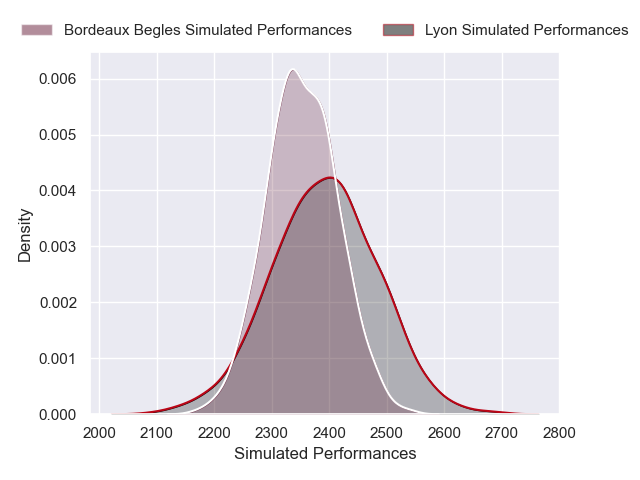 Bordeaux Begles Simulated Performances
Lyon Simulated Performances
0.006
0.005
0.004
0.003
0.002
0.001
0.000
Density
2000 2100 2200 2300 2400 2500 2600 2700 2800
Simulated Performances